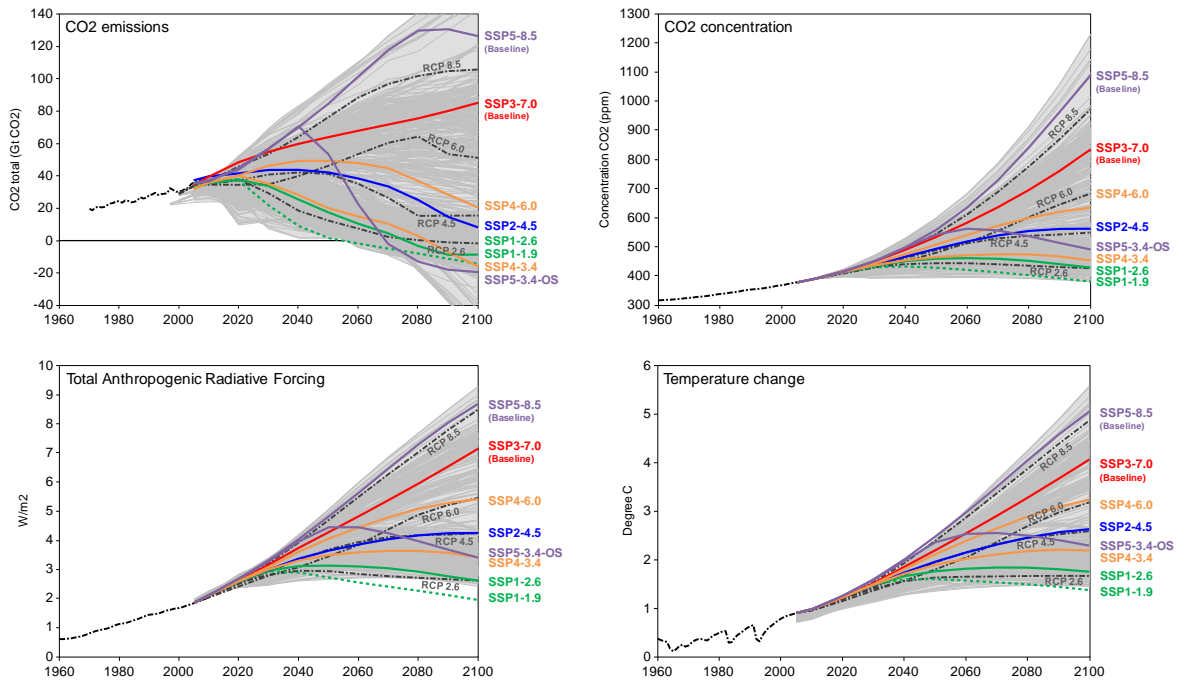 CO2 emissions
CO2 total (Gt CO2)
140
120
100
80
60
40
20
0
-20
-40
1960
1980
2000
2020
2040
2060
2080
2100
RCP 8.5
RCP 6.0
RCP 4.5
RCP 2.6
SSP5-8.5
(Baseline)
SSP3-7.0
(Baseline)
SSP4-6.0
SSP2-4.5
SSP1-2.6
SSP1-1.9
SSP4-3.4
SSP5-3.4-OS
CO2 concentration
Concentration CO2 (ppm)
1300
1200
1100
1000
900
800
700
600
500
400
300
1960
1980
2000
2020
2040
2060
2080
2100
RCP 8.5
RCP 6.0
RCP 4.5
RCP 2.6
SSP5-8.5
(Baseline)
SSP3-7.0
(Baseline)
SSP4-6.0
SSP2-4.5
SSP5-3.4-OS
SSP4-3.4
SSP1-2.6
SSP1-1.9
Total Anthropogenic Radiative Forcing
W/m2
10
9
8
7
6
5
4
3
2
1
0
1960
1980
2000
2020
2040
2060
2080
2100
RCP 8.5
RCP 6.0
RCP 4.5
RCP 2.6
SSP5-8.5
(Baseline)
SSP3-7.0
(Baseline)
SSP4-6.0
SSP2-4.5
SSP5-3.4-OS
SSP4-3.4
SSP1-2.6
SSP1-1.9
Temperature change
Degree C
6
5
4
3
2
1
0
1960
1980
2000
2020
2040
2060
2080
2100
RCP 8.5
RCP 6.0
RCP 4.5
RCP 2.6
SSP5-8.5
(Baseline)
SSP3-7.0
(Baseline)
SSP4-6.0
SSP2-4.5
SSP5-3.4-OS
SSP4-3.4
SSP1-2.6
SSP1-1.9